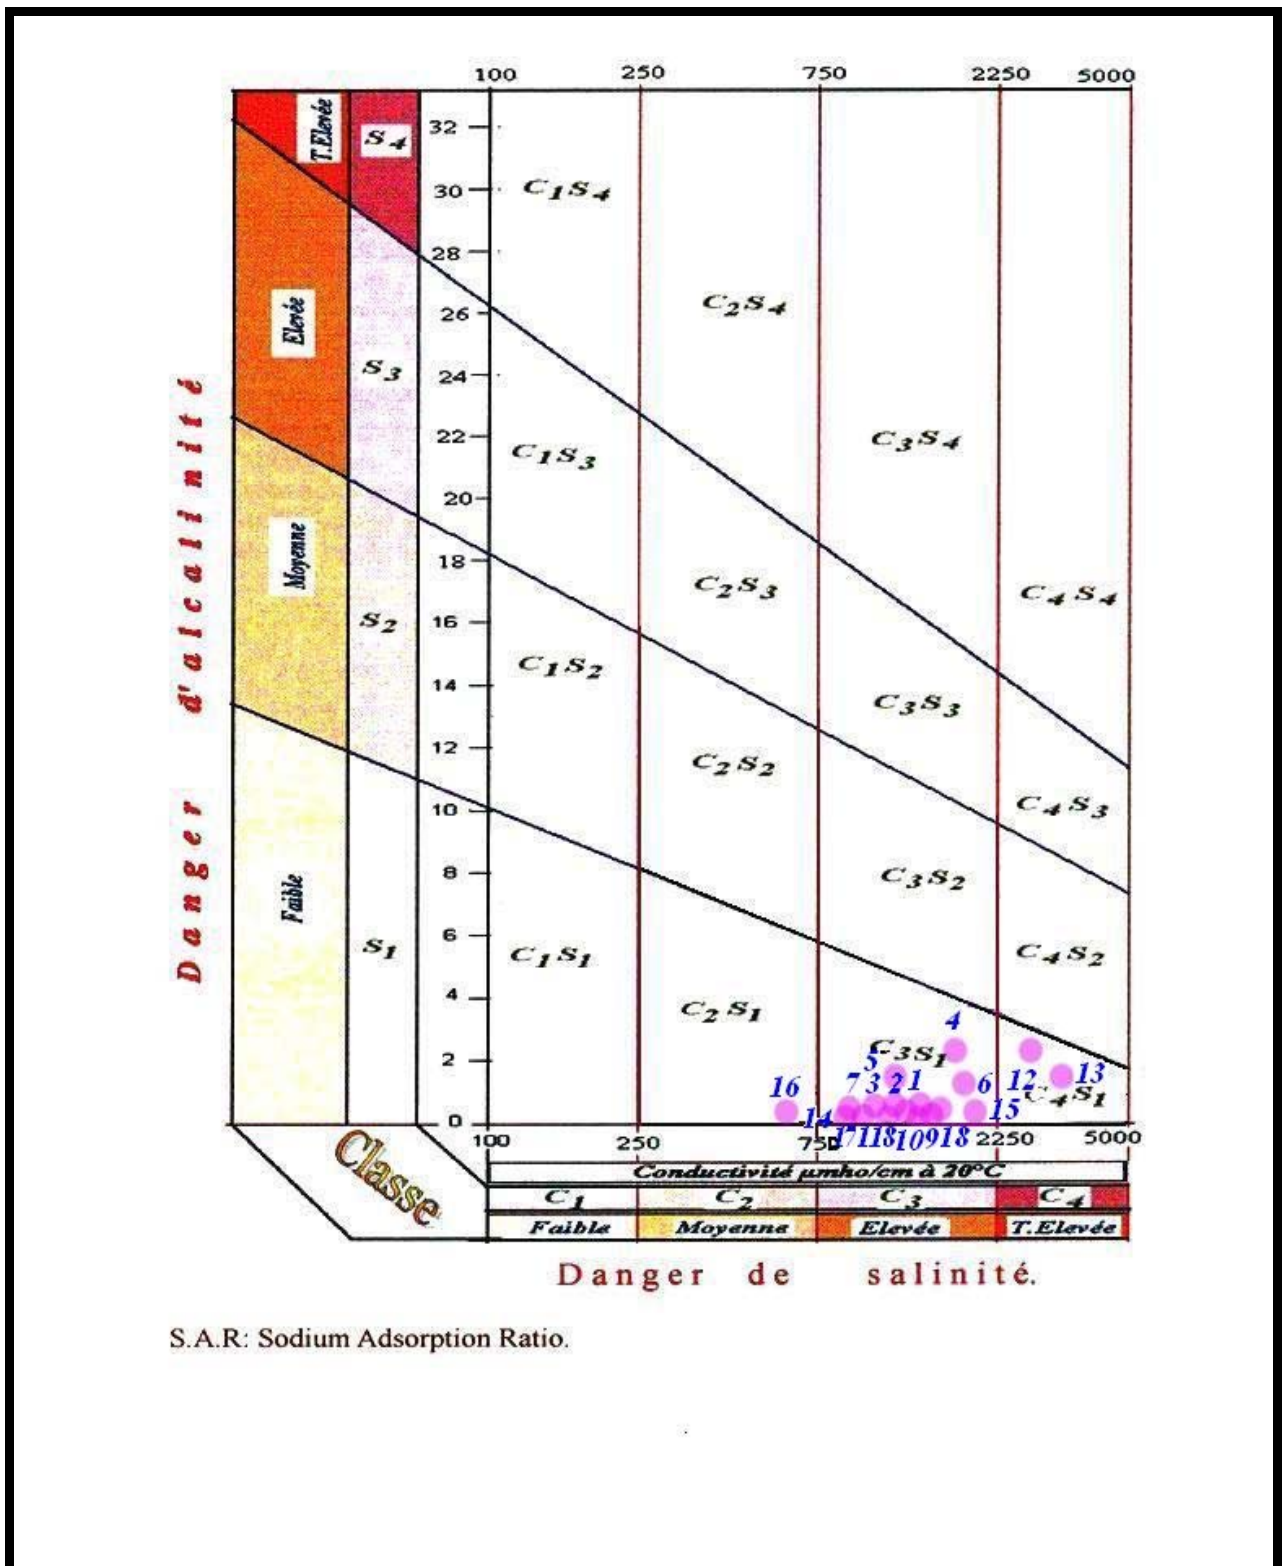 100 250 750 2250 5000
T.Elevée
S4
32
C1S4
30
28
Elevée
C2S4
26
S3
24
C3S4
22
C1S3
20
Moyenne
18
C2S3
C4S4
S2
16
C1S2
14
C3S3
C2S2
12
C4S3
10
Faible
8
C3S2
6
S1
C1S1
C4S2
4
C2S1
4
C3S1
5
2
16 7 3 2 1 6 12 13
C4S1
14 15
0
17 11 8 10 9 18
100 250 750 2250 5000
Danger d'alcalinité
Classe
Conductivité µmho/cm à 20°C
C1 C2 C3 C4
Faible Moyenne Elevée T.Elevée
Danger de salinité.
S.A.R: Sodium Adsorption Ratio.